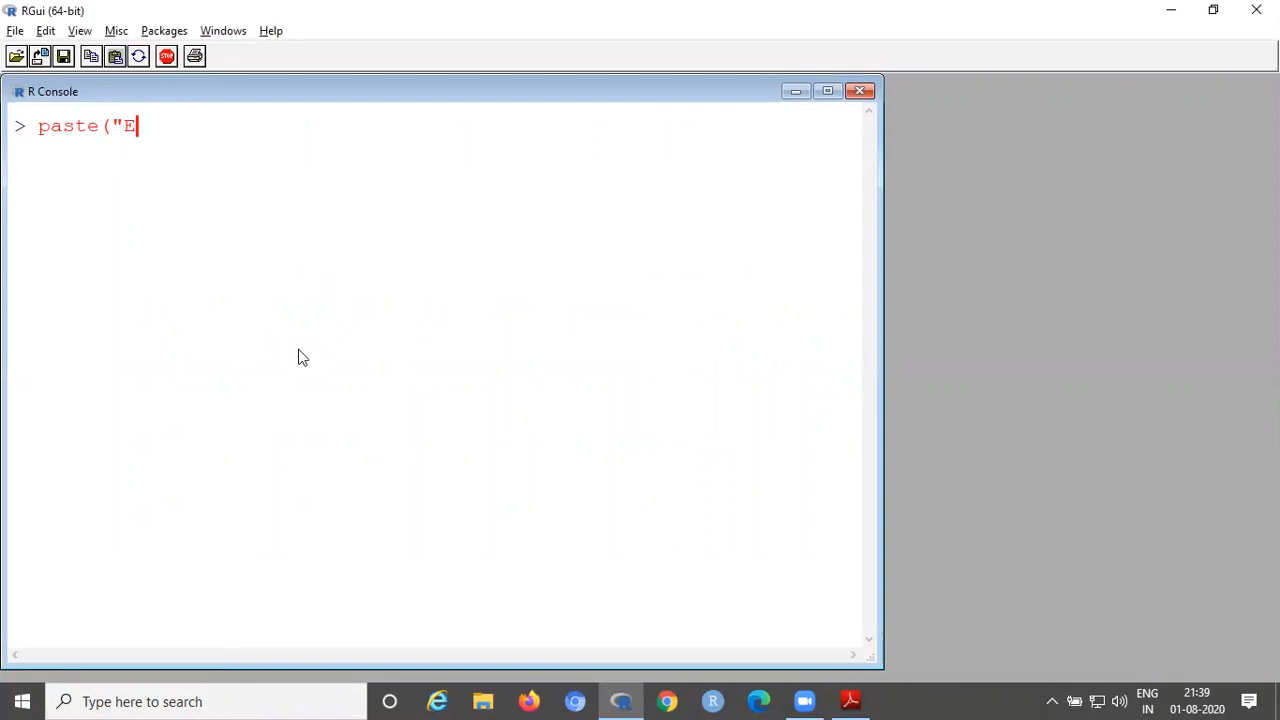 RGui (64-bit)
File Edit View Misc Packages Windows Help
STOP
R Console
> paste("E
Type here to search
ENG
IN
21:39
01-08-2020